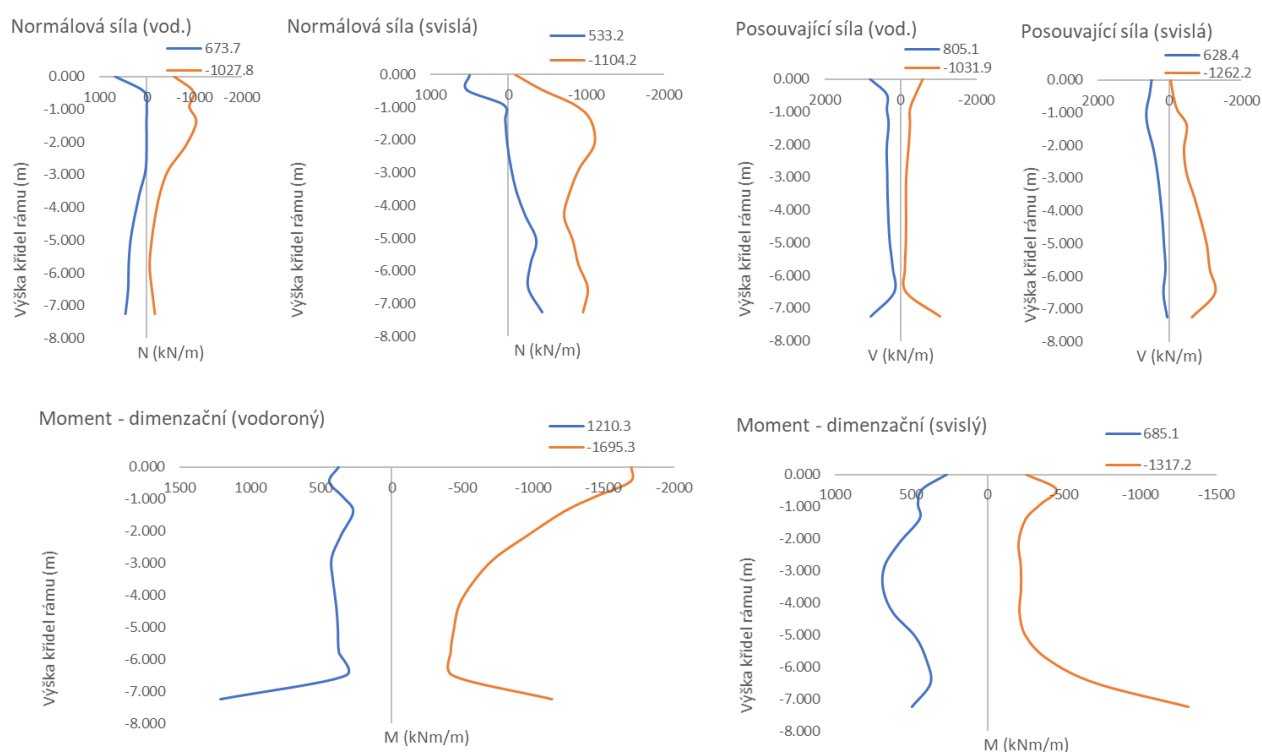 Normálová síla (vod.)
673.7
-1027.8
0.000
1000 0 -1000 -2000
-1.000
-2.000
-3.000
-4.000
-5.000
-6.000
-7.000
-8.000
Výška křidel rámu (m)
N (kN/m)
Normálová síla (svislá)
533.2
-1104.2
0.000
1000 0 -1000 -2000
-1.000
-2.000
-3.000
-4.000
-5.000
-6.000
-7.000
-8.000
Výška křidel rámu (m)
N (kN/m)
Posouvající síla (vod.)
805.1
-1031.9
0.000
2000 0 -2000
-1.000
-2.000
-3.000
-4.000
-5.000
-6.000
-7.000
-8.000
Výška křidel rámu (m)
V (kN/m)
Posouvající síla (svislá)
628.4
-1262.2
0.000
2000 0 -2000
-1.000
-2.000
-3.000
-4.000
-5.000
-6.000
-7.000
-8.000
Výška křidel rámu (m)
V (kN/m)
Moment - dimenzační (vodoroný)
1210.3
-1695.3
0.000
1500 1000 500 0 -500 -1000 -1500 -2000
-1.000
-2.000
-3.000
-4.000
-5.000
-6.000
-7.000
-8.000
Výška křidel rámu (m)
M (kNm/m)
Moment - dimenzační (svislý)
685.1
-1317.2
0.000
1000 500 0 -500 -1000 -1500
-1.000
-2.000
-3.000
-4.000
-5.000
-6.000
-7.000
-8.000
Výška křidel rámu (m)
M (kNm/m)